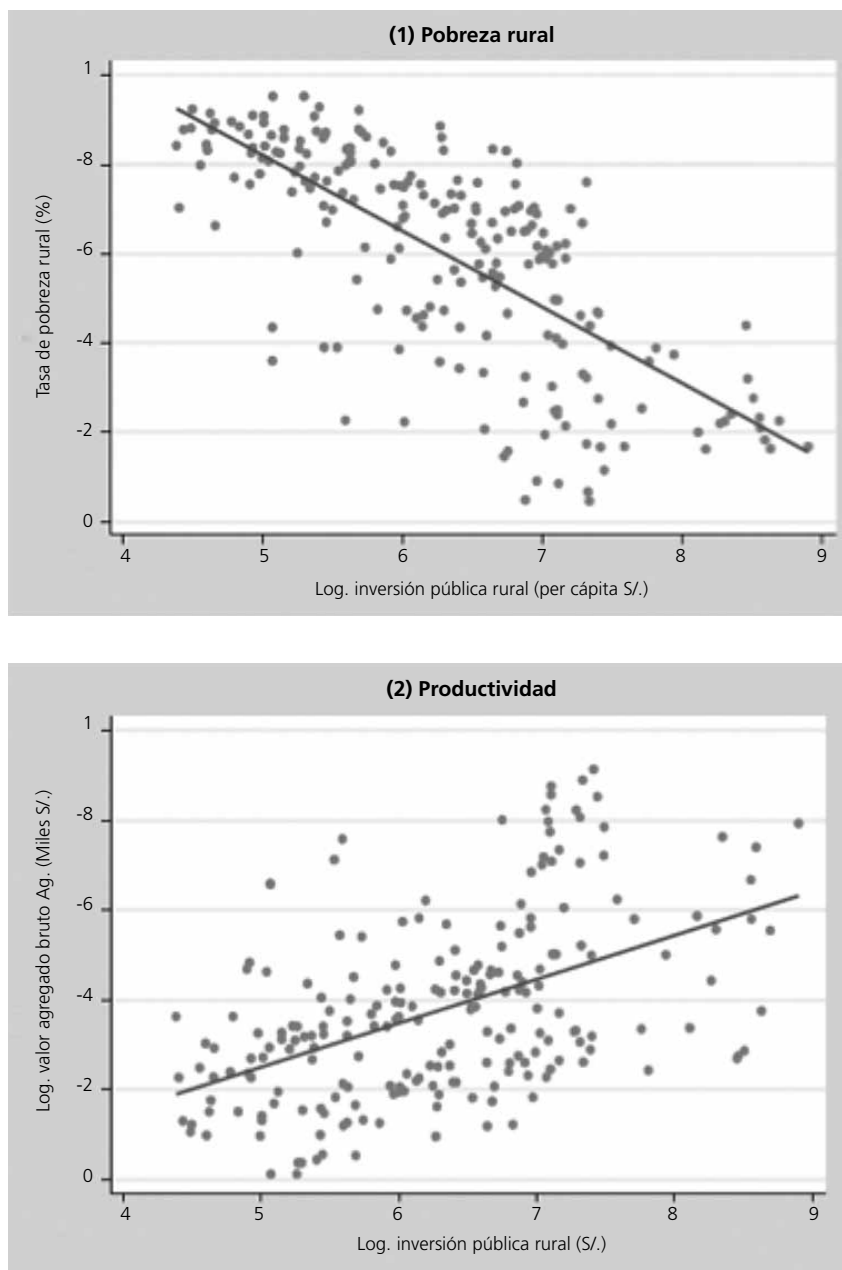 (1) Pobreza rural
1
-8
-6
-4
-2
0
Tasa de pobreza rural (%)
4 5 6 7 8 9
Log. inversión pública rural (per cápita S/.)
(2) Productividad
1
-8
-6
-4
-2
0
Log. valor agregado bruto Ag. (Miles S/.)
4 5 6 7 8 9
Log. inversión pública rural (S/.)